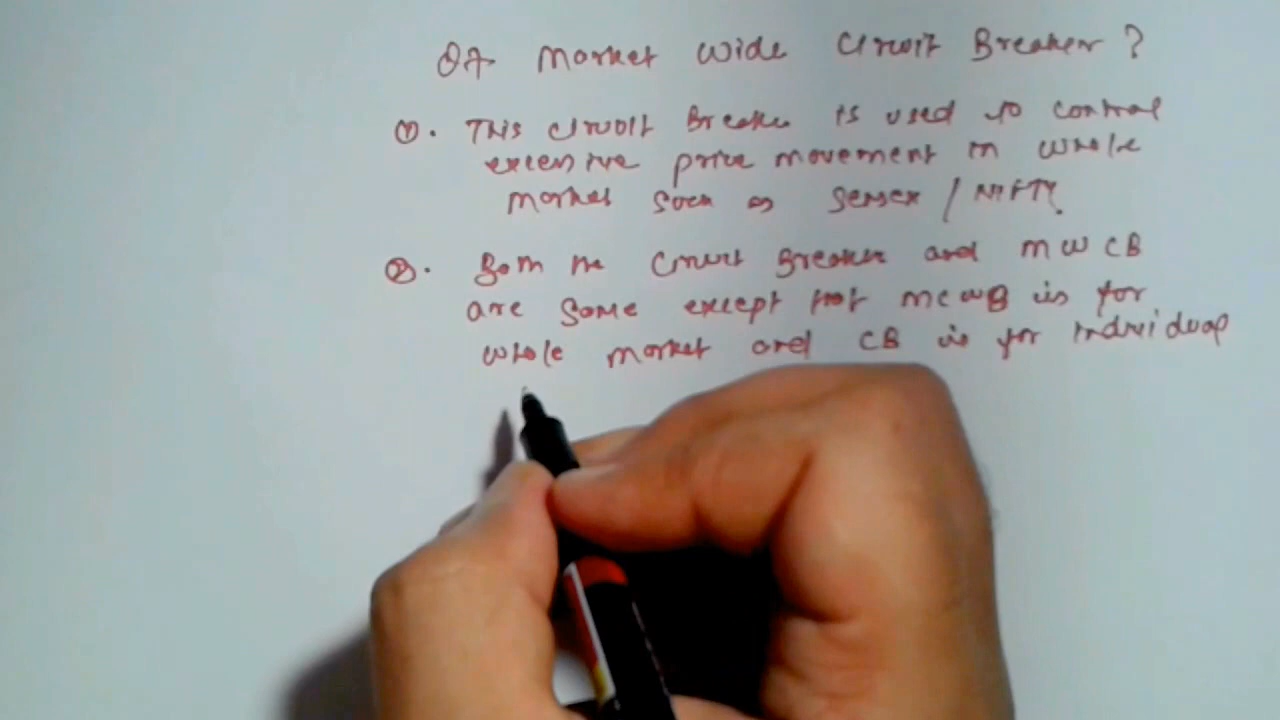 Q7 Market Wide Circuit Breaker ?
①. This circuit Breaker is used to control
excessive price movement in whole
market such as Sensex / NIFTY.
②. Both the Circuit Breaker and MWCB
are same except that MCWB is for
whole market and CB is for individual